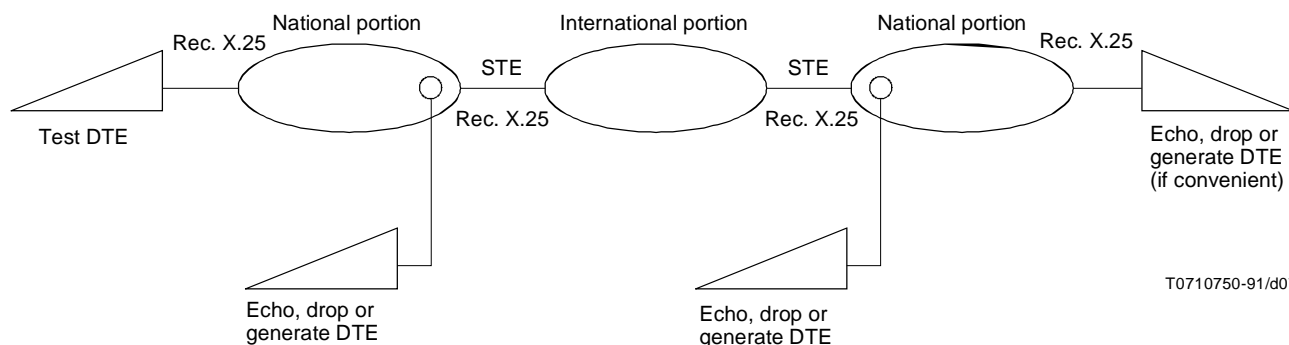 National portion
International portion
National portion
Rec. X.25
STE
STE
Rec. X.25
Rec. X.25
Rec. X.25
Test DTE
Echo, drop or
generate DTE
(if convenient)
Echo, drop or
generate DTE
Echo, drop or
generate DTE
T0710750-91/d0